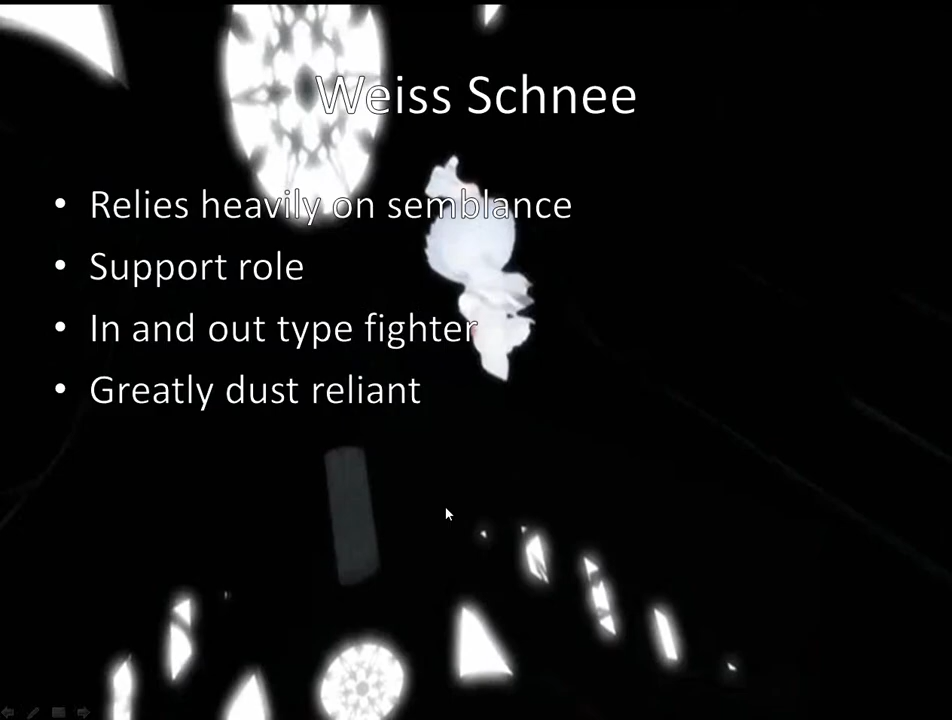 Weiss Schnee
• Relies heavily on semblance
• Support role
• In and out type fighter
• Greatly dust reliant